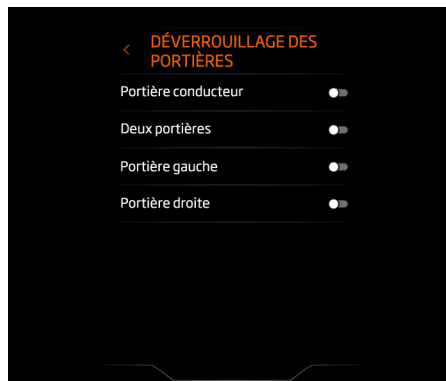 DÉVERROUILLAGE DES
PORTIÈRES
Portière conducteur
Deux portières
Portière gauche
Portière droite